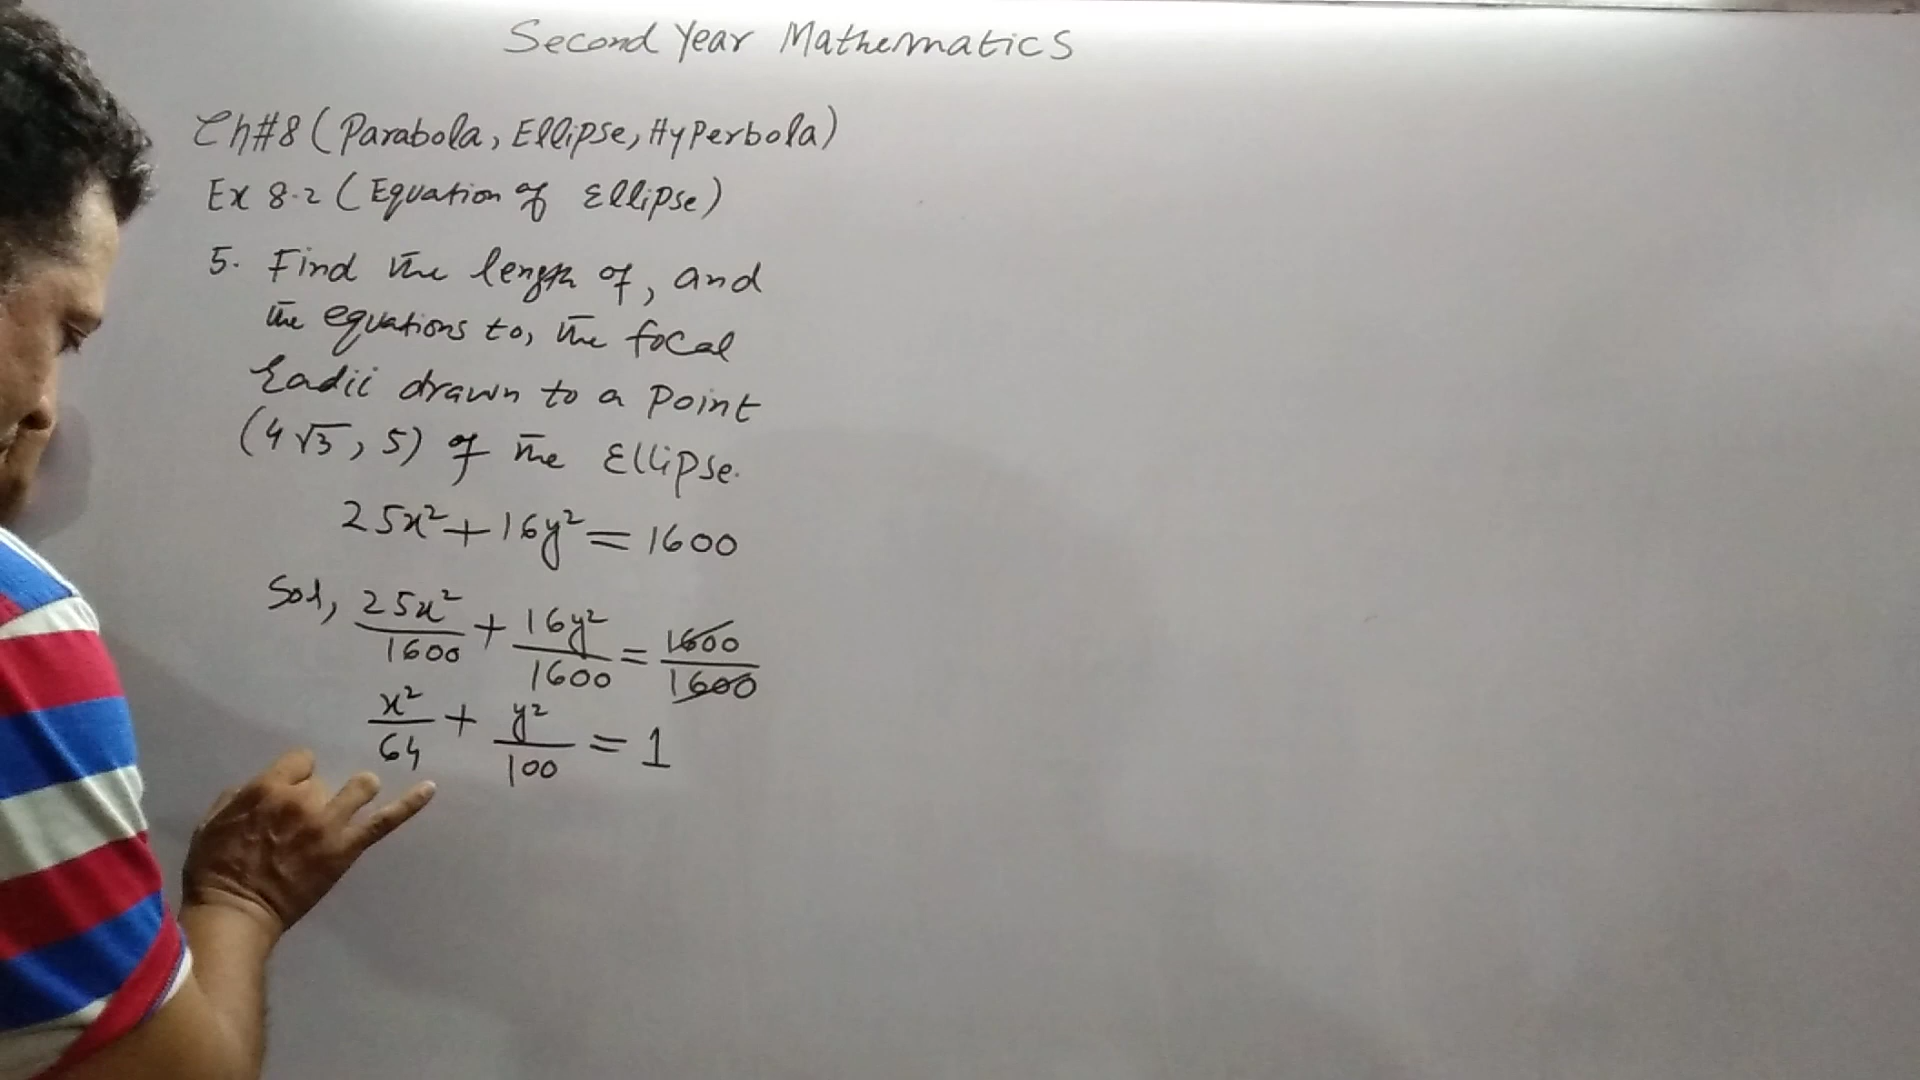 Second Year Mathematics
Ch#8 (Parabola, Ellipse, Hyperbola)
Ex 8.2 (Equation of Ellipse)
5. Find the length of, and
the equations to, the focal
radii drawn to a Point
(4√3, 5) of the Ellipse.
25x²+16y²=1600
Sol, 25x²/1600 + 16y²/1600 = 1600/1600
x²/64 + y²/100 = 1